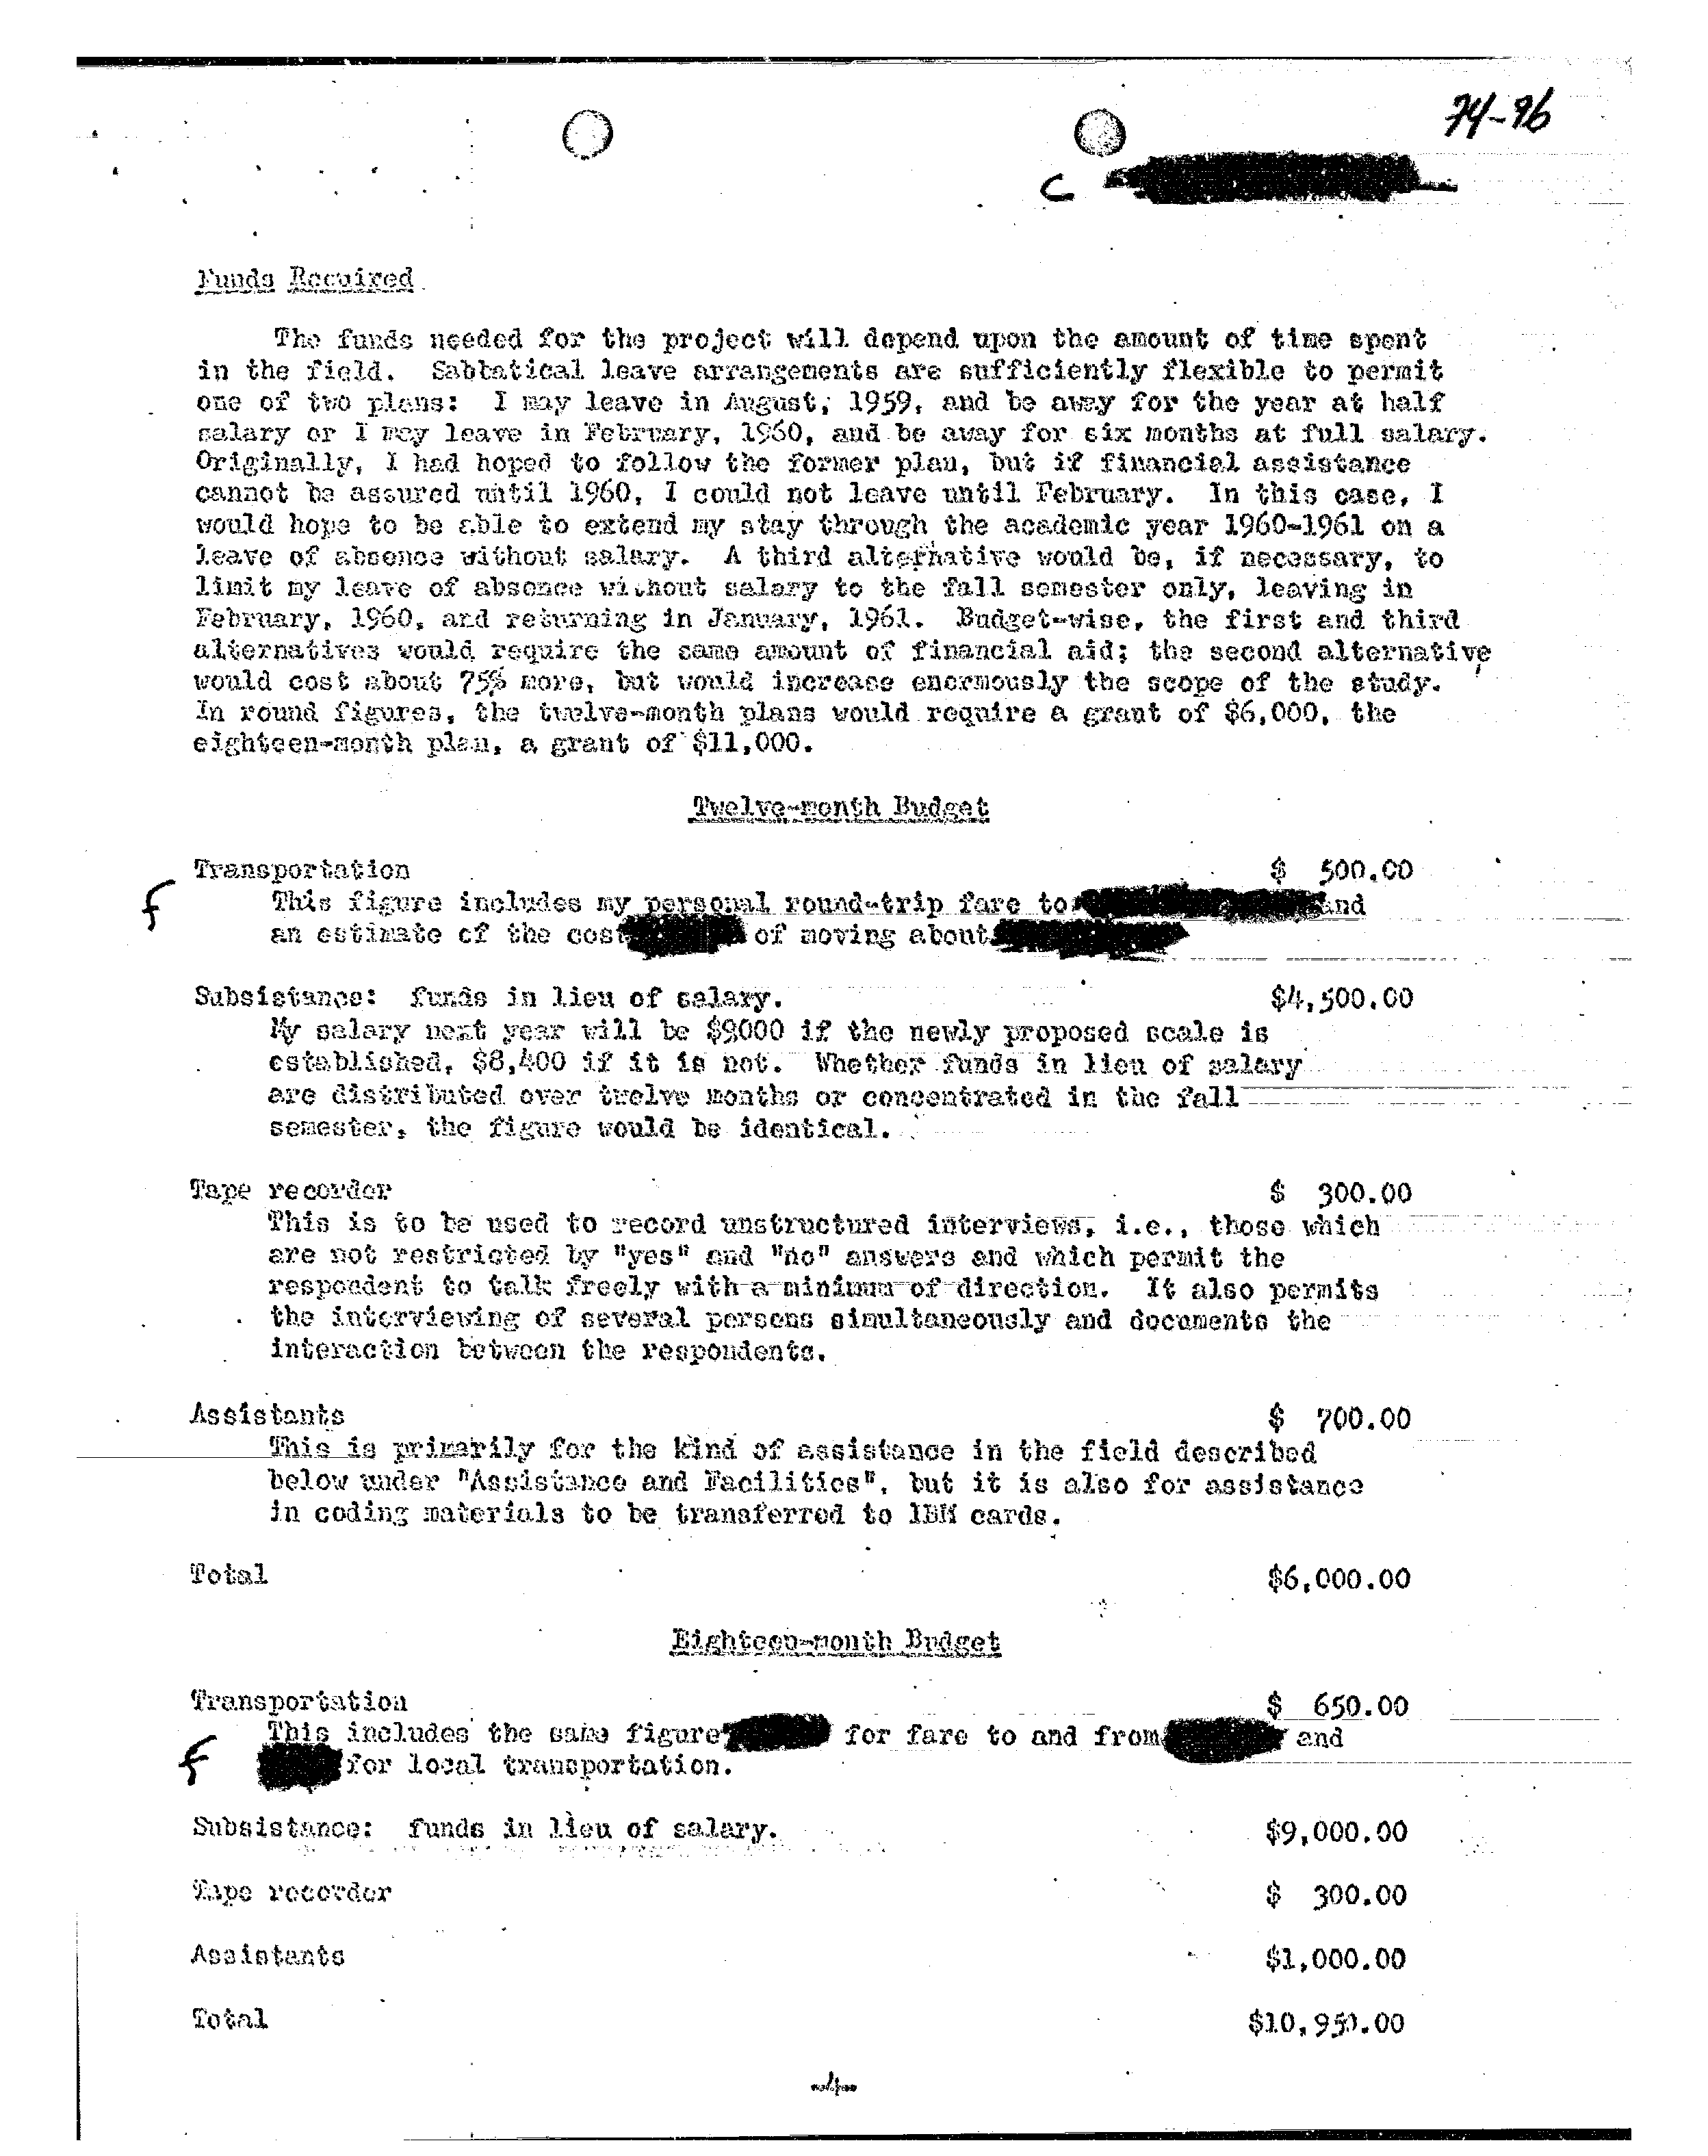 74-96
C
Funds Required
The funds needed for the project will depend upon the amount of time spent
in the field. Sabbatical leave arrangements are sufficiently flexible to permit
one of two plans: I may leave in August, 1959, and be away for the year at half
salary or I may leave in February, 1960, and be away for six months at full salary.
Originally, I had hoped to follow the former plan, but if financial assistance
cannot be assured until 1960, I could not leave until February. In this case, I
would hope to be able to extend my stay through the academic year 1960-1961 on a
leave of absence without salary. A third alternative would be, if necessary, to
limit my leave of absence without salary to the fall semester only, leaving in
February, 1960, and returning in January, 1961. Budget-wise, the first and third
alternatives would require the same amount of financial aid; the second alternative
would cost about 75% more, but would increase enormously the scope of the study.
In round figures, the twelve-month plans would require a grant of $6,000, the
eighteen-month plan, a grant of $11,000.
Twelve-month Budget
Transportation $ 500.00
f This figure includes my personal round-trip fare to and
an estimate of the cost of moving about
Subsistance: funds in lieu of salary. $4,500.00
My salary next year will be $9000 if the newly proposed scale is
established, $8,400 if it is not. Whether funds in lieu of salary
are distributed over twelve months or concentrated in the fall
semester, the figure would be identical.
Tape recorder $ 300.00
This is to be used to record unstructured interviews, i.e., those which
are not restricted by "yes" and "no" answers and which permit the
respondent to talk freely with a minimum of direction. It also permits
the interviewing of several persons simultaneously and documents the
interaction between the respondents.
Assistants $ 700.00
This is primarily for the kind of assistance in the field described
below under "Assistance and Facilities", but it is also for assistance
in coding materials to be transferred to IBM cards.
Total $6,000.00
Eighteen-month Budget
Transportation $ 650.00
This includes the same figure for fare to and from and
f for local transportation.
Subsistance: funds in lieu of salary. $9,000.00
Tape recorder $ 300.00
Assistants $1,000.00
Total $10,950.00
-4-